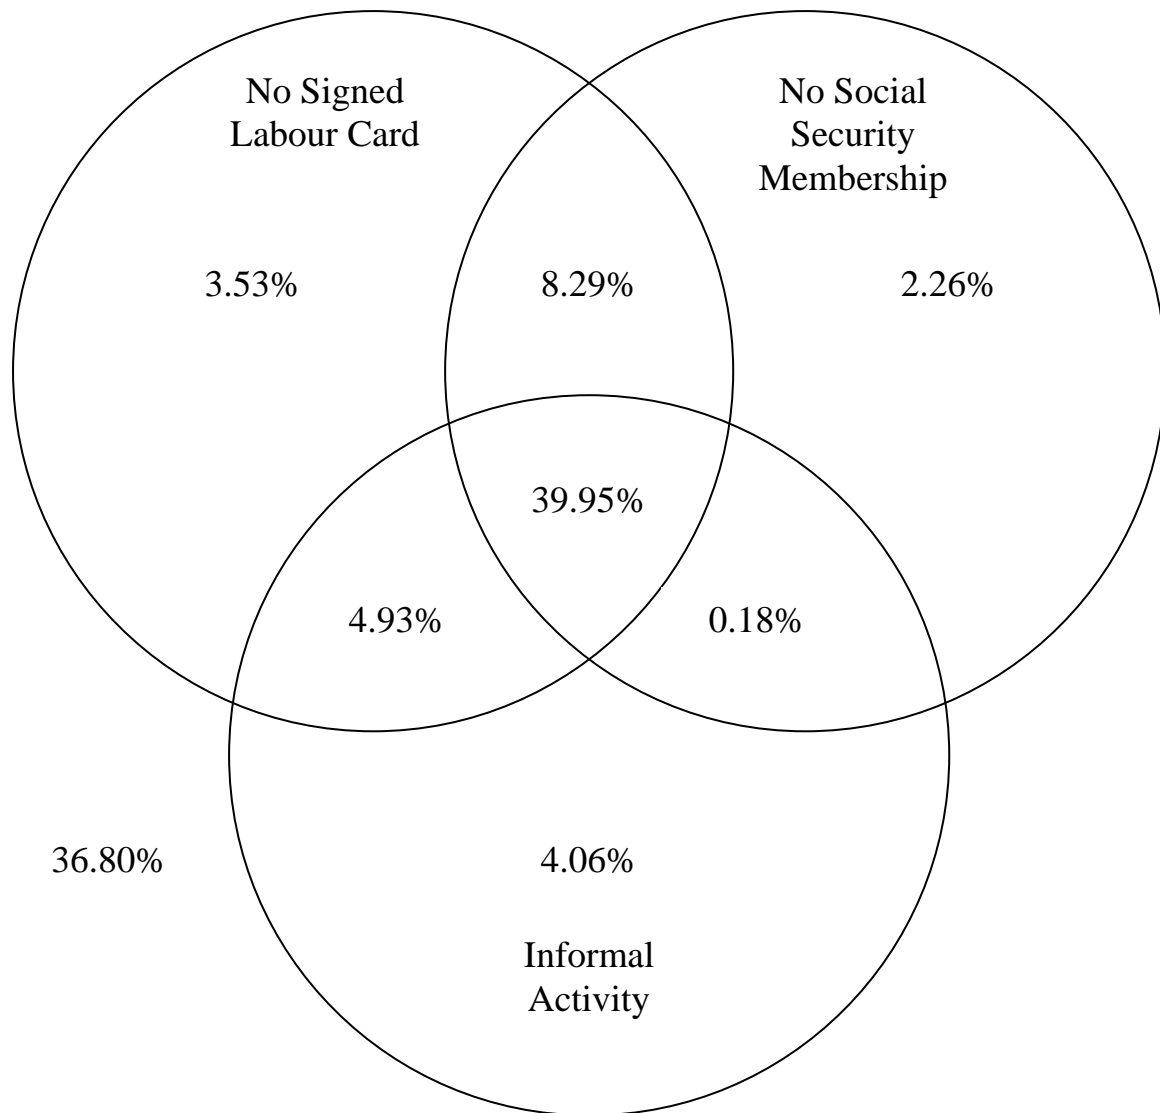 No Signed
Labour Card
No Social
Security
Membership
3.53%
8.29%
2.26%
39.95%
4.93%
0.18%
36.80%
4.06%
Informal
Activity